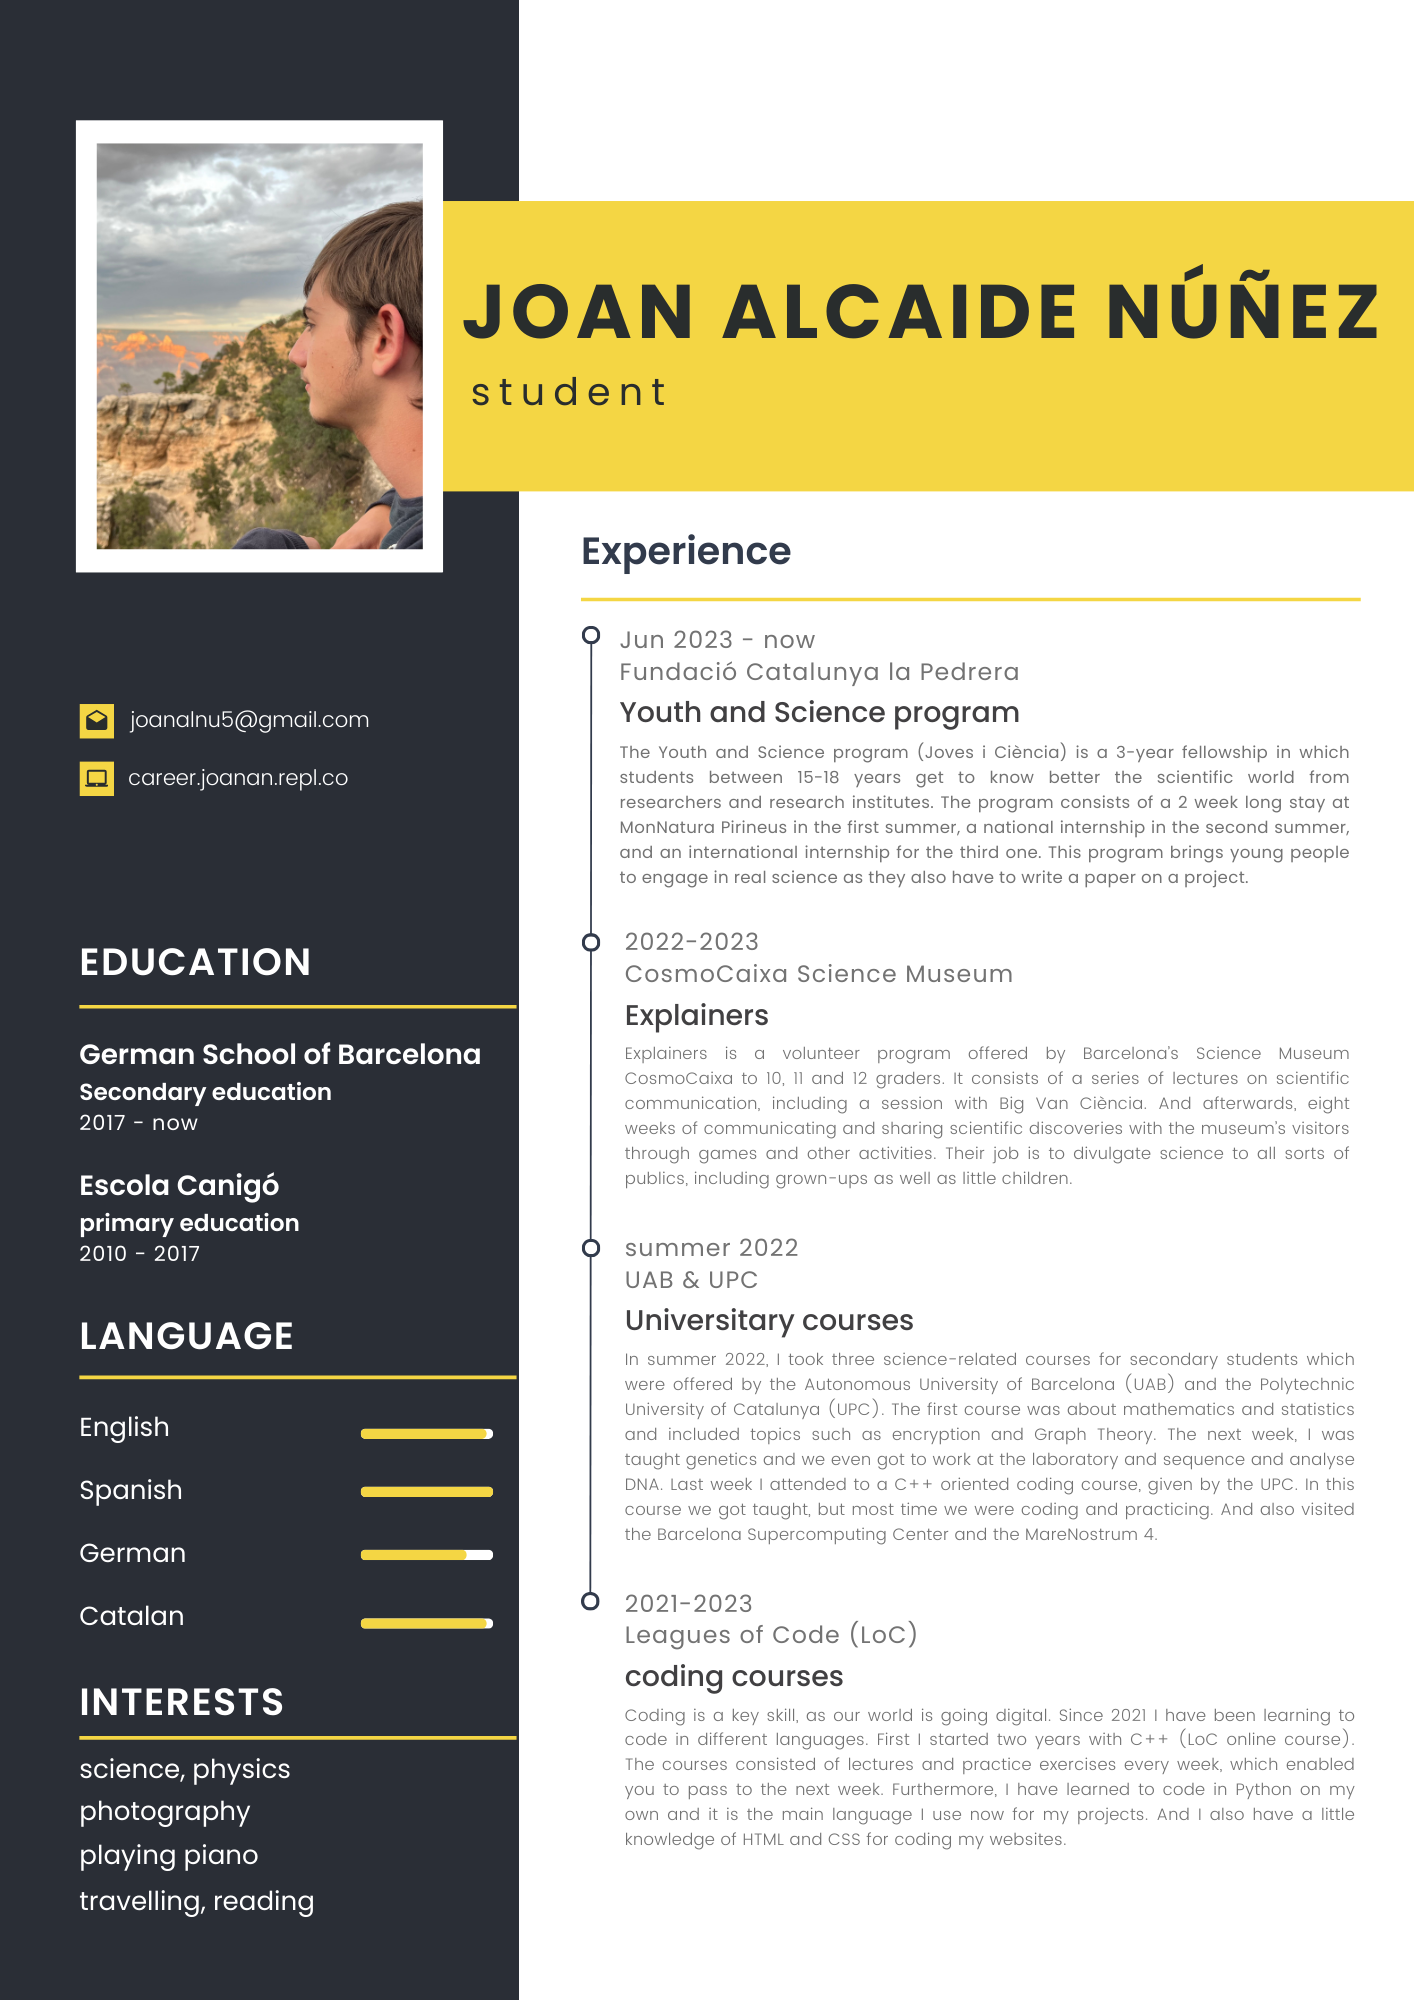 JOAN ALCAIDE NÚÑEZ
student
joanalnu5@gmail.com
career.joanan.repl.co
EDUCATION
German School of Barcelona
Secondary education
2017 - now
Escola Canigó
primary education
2010 - 2017
LANGUAGE
English
Spanish
German
Catalan
INTERESTS
science, physics
photography
playing piano
travelling, reading
Experience
Jun 2023 - now
Fundació Catalunya la Pedrera
Youth and Science program
The Youth and Science program (Joves i Ciència) is a 3-year fellowship in which
students between 15-18 years get to know better the scientific world from
researchers and research institutes. The program consists of a 2 week long stay at
MonNatura Pirineus in the first summer, a national internship in the second summer,
and an international internship for the third one. This program brings young people
to engage in real science as they also have to write a paper on a project.
2022-2023
CosmoCaixa Science Museum
Explainers
Explainers is a volunteer program offered by Barcelona's Science Museum
CosmoCaixa to 10, 11 and 12 graders. It consists of a series of lectures on scientific
communication, including a session with Big Van Ciència. And afterwards, eight
weeks of communicating and sharing scientific discoveries with the museum's visitors
through games and other activities. Their job is to divulgate science to all sorts of
publics, including grown-ups as well as little children.
summer 2022
UAB & UPC
Universitary courses
In summer 2022, I took three science-related courses for secondary students which
were offered by the Autonomous University of Barcelona (UAB) and the Polytechnic
University of Catalunya (UPC). The first course was about mathematics and statistics
and included topics such as encryption and Graph Theory. The next week, I was
taught genetics and we even got to work at the laboratory and sequence and analyse
DNA. Last week I attended to a C++ oriented coding course, given by the UPC. In this
course we got taught, but most time we were coding and practicing. And also visited
the Barcelona Supercomputing Center and the MareNostrum 4.
2021-2023
Leagues of Code (LoC)
coding courses
Coding is a key skill, as our world is going digital. Since 2021 I have been learning to
code in different languages. First I started two years with C++ (LoC online course).
The courses consisted of lectures and practice exercises every week, which enabled
you to pass to the next week. Furthermore, I have learned to code in Python on my
own and it is the main language I use now for my projects. And I also have a little
knowledge of HTML and CSS for coding my websites.